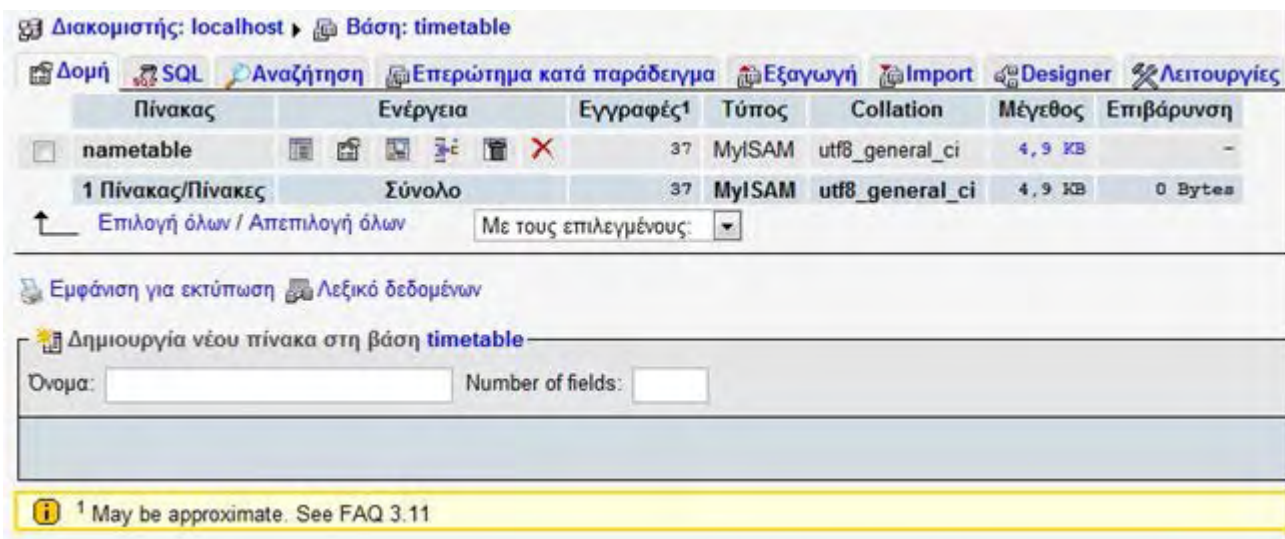 Διακομιστής: localhost ▸ Βάση: timetable
Δομή SQL Αναζήτηση Επερώτημα κατά παράδειγμα Εξαγωγή Import Designer Λειτουργίες
Πίνακας Ενέργεια Εγγραφές¹ Τύπος Collation Μέγεθος Επιβάρυνση
nametable 37 MyISAM utf8_general_ci 4,9 KB -
1 Πίνακας/Πίνακες Σύνολο 37 MyISAM utf8_general_ci 4,9 KB 0 Bytes
Επιλογή όλων / Απεπιλογή όλων Με τους επιλεγμένους:
Εμφάνιση για εκτύπωση Λεξικό δεδομένων
Δημιουργία νέου πίνακα στη βάση timetable
Όνομα: Number of fields:
¹ May be approximate. See FAQ 3.11